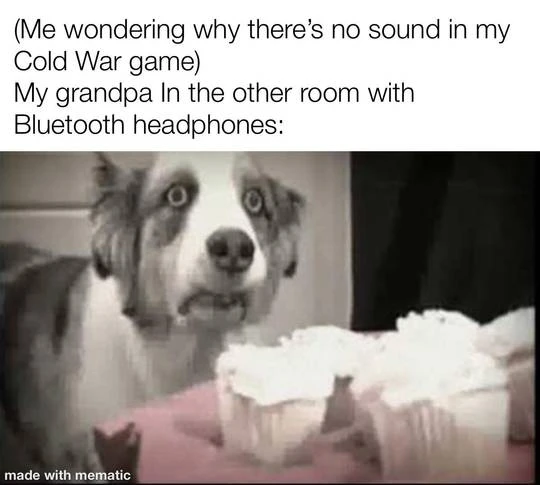 (Me wondering why there’s no sound in my
Cold War game)
My grandpa In the other room with
Bluetooth headphones:
made with mematic